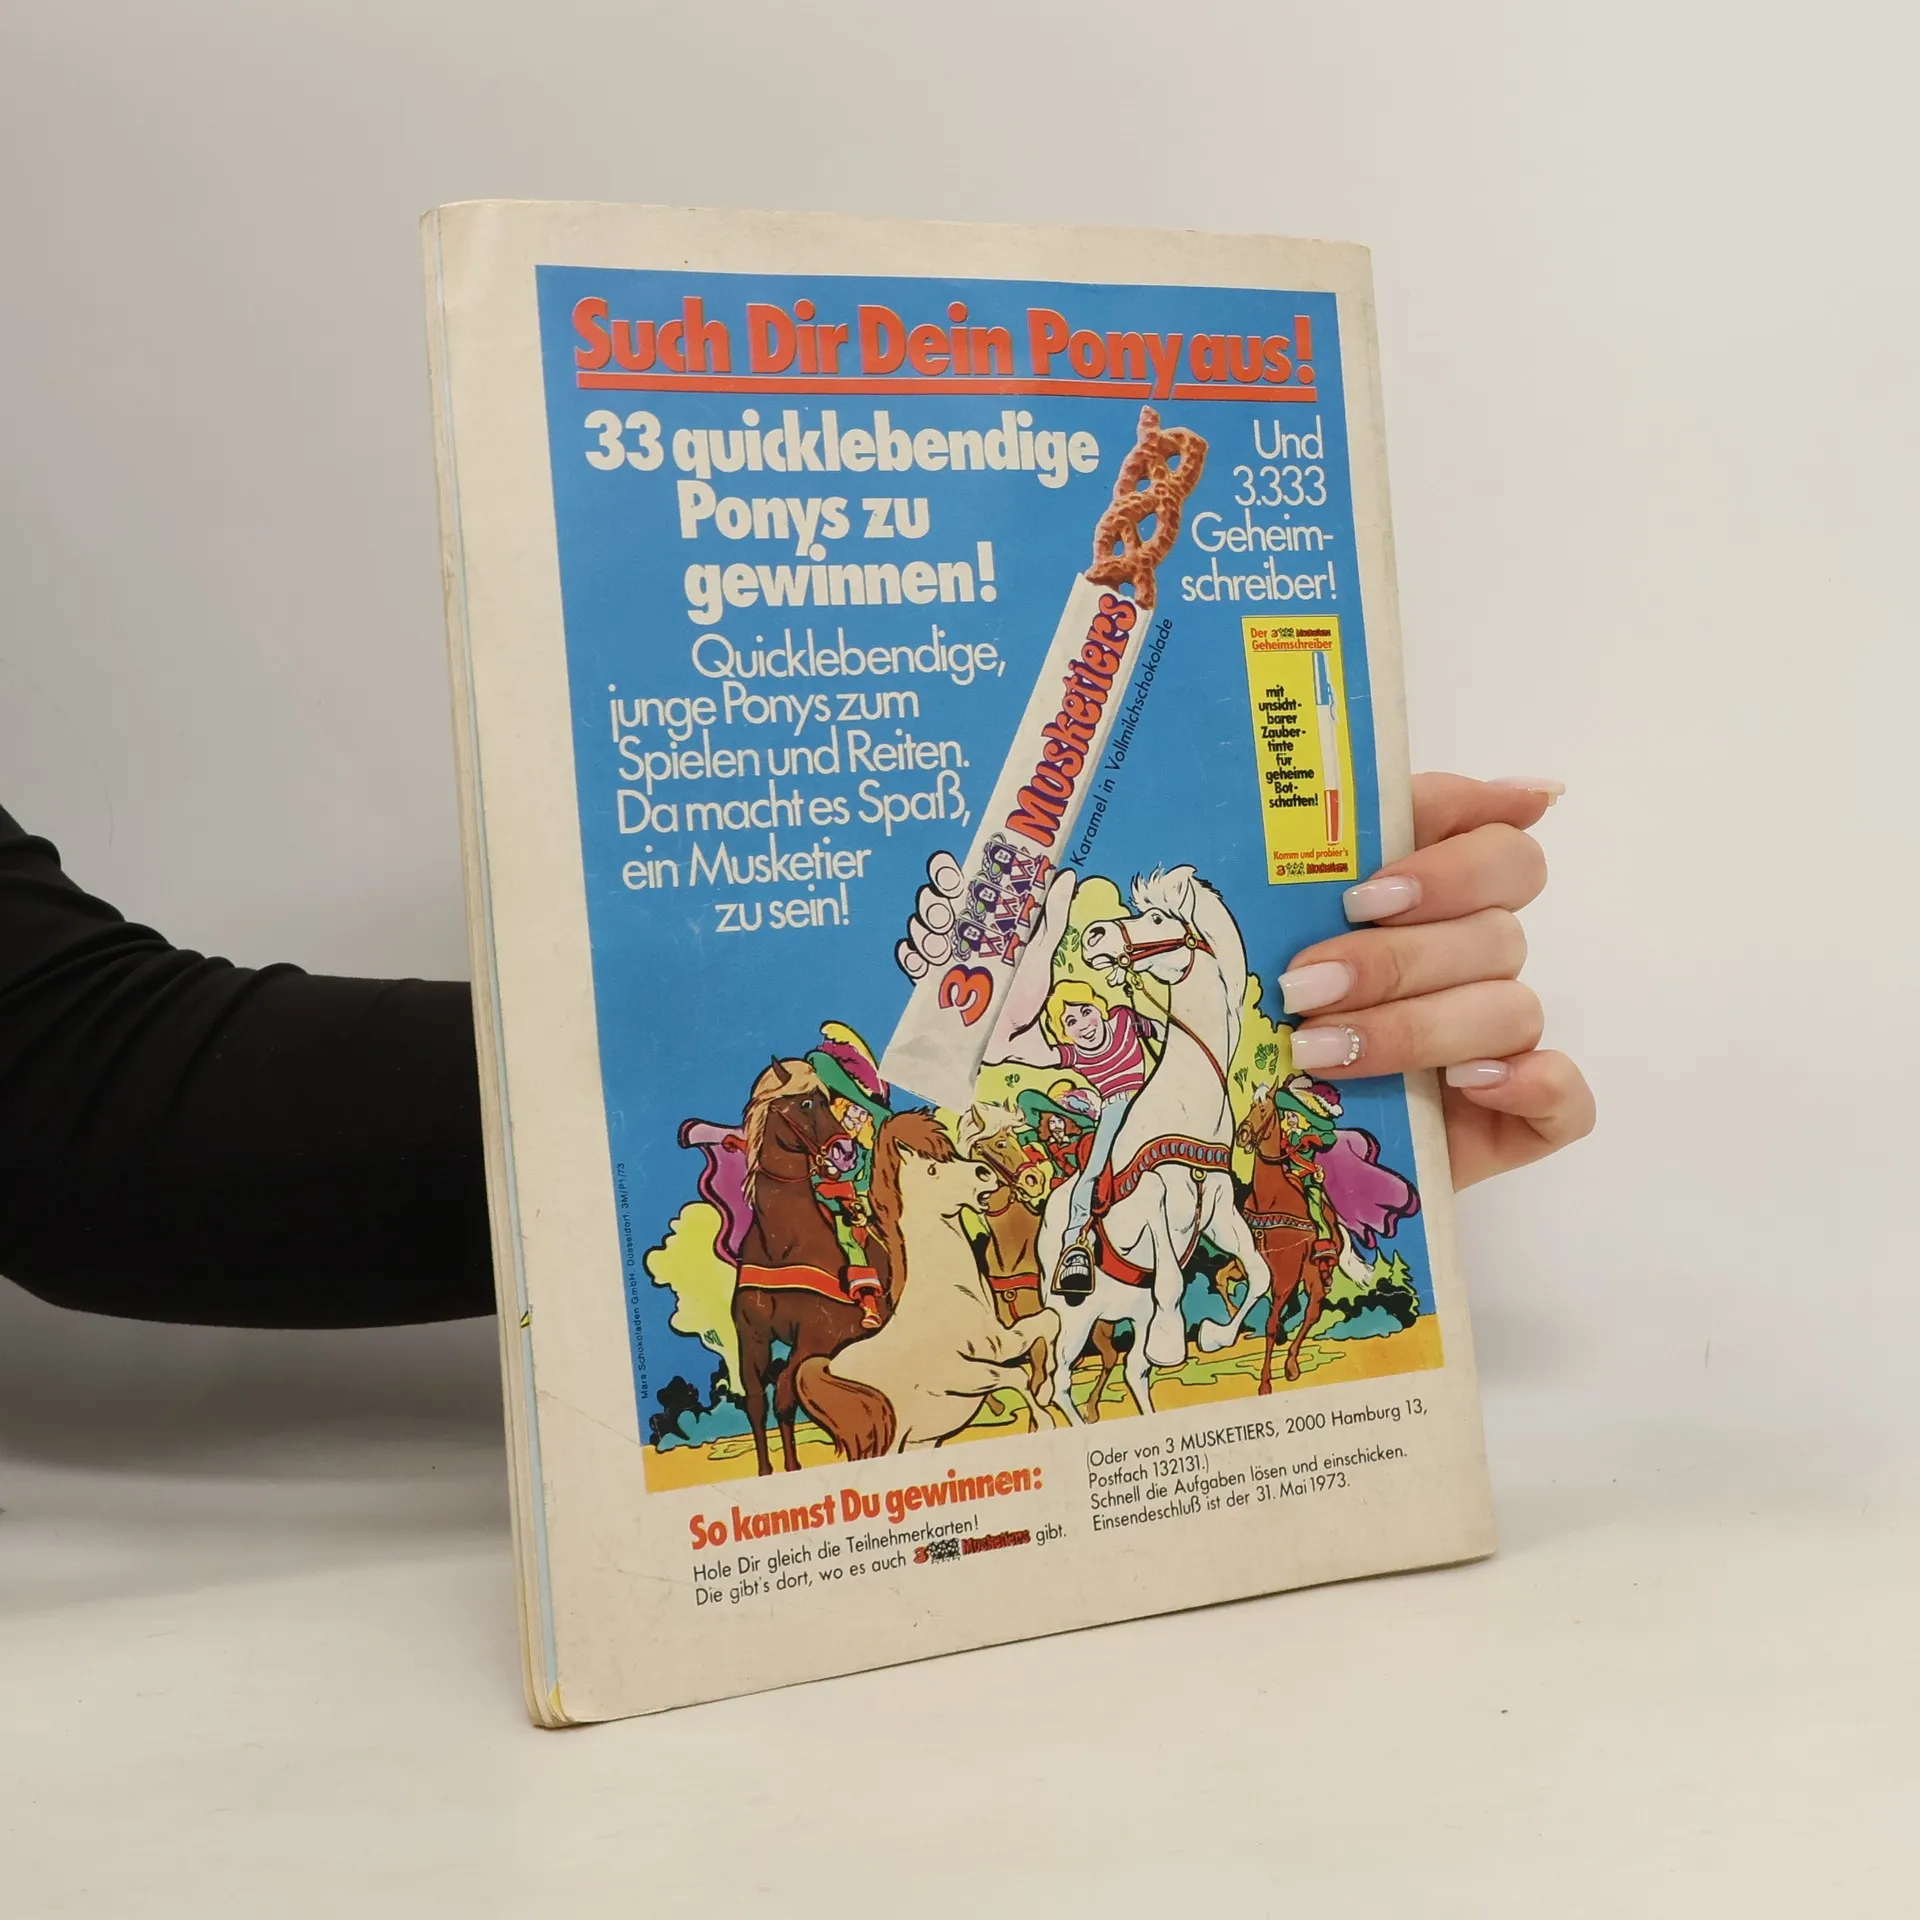 Such Dir Dein Pony aus!
33 quicklebendige
Ponys zu
gewinnen!
Quicklebendige,
junge Ponys zum
Spielen und Reiten.
Da macht es Spaß,
ein Musketier
zu sein!
Und
3.333
Geheim-
schreiber!
3 Musketiers
Karamel in Vollmilchschokolade
Der 3 Musketiers
Geheimschreiber
mit
unsicht-
barer
Zauber-
tinte
für
geheime
Bot-
schaften!
Komm und probier's
3 Musketiers
Mars Schokoladen GmbH, Düsseldorf, 3M/P1/73
So kannst Du gewinnen:
Hole Dir gleich die Teilnehmerkarten!
Die gibt's dort, wo es auch 3 Musketiers gibt.
(Oder von 3 MUSKETIERS, 2000 Hamburg 13,
Postfach 132131.)
Schnell die Aufgaben lösen und einschicken.
Einsendeschluß ist der 31. Mai 1973.